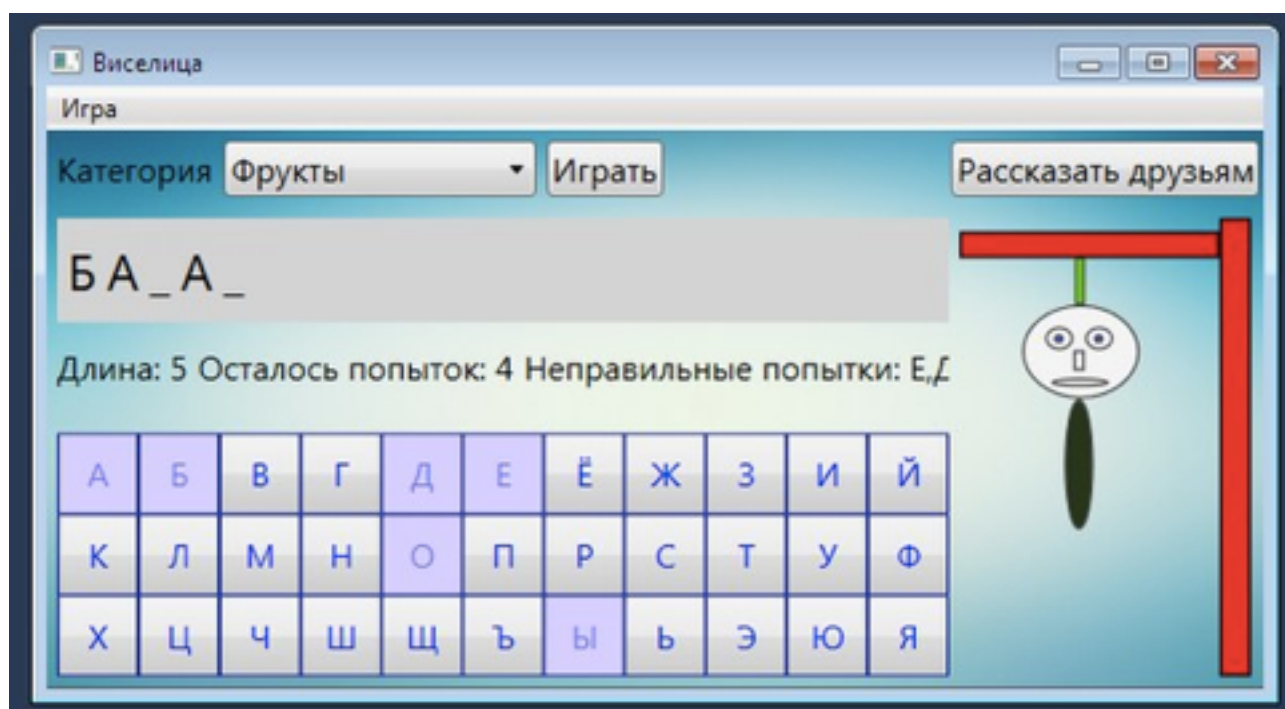 Виселица
Игра
Категория Фрукты Играть Рассказать друзьям
Б А _ А _
Длина: 5 Осталось попыток: 4 Неправильные попытки: Е,Д
А Б В Г Д Е Ё Ж З И Й
К Л М Н О П Р С Т У Ф
Х Ц Ч Ш Щ Ъ Ы Ь Э Ю Я